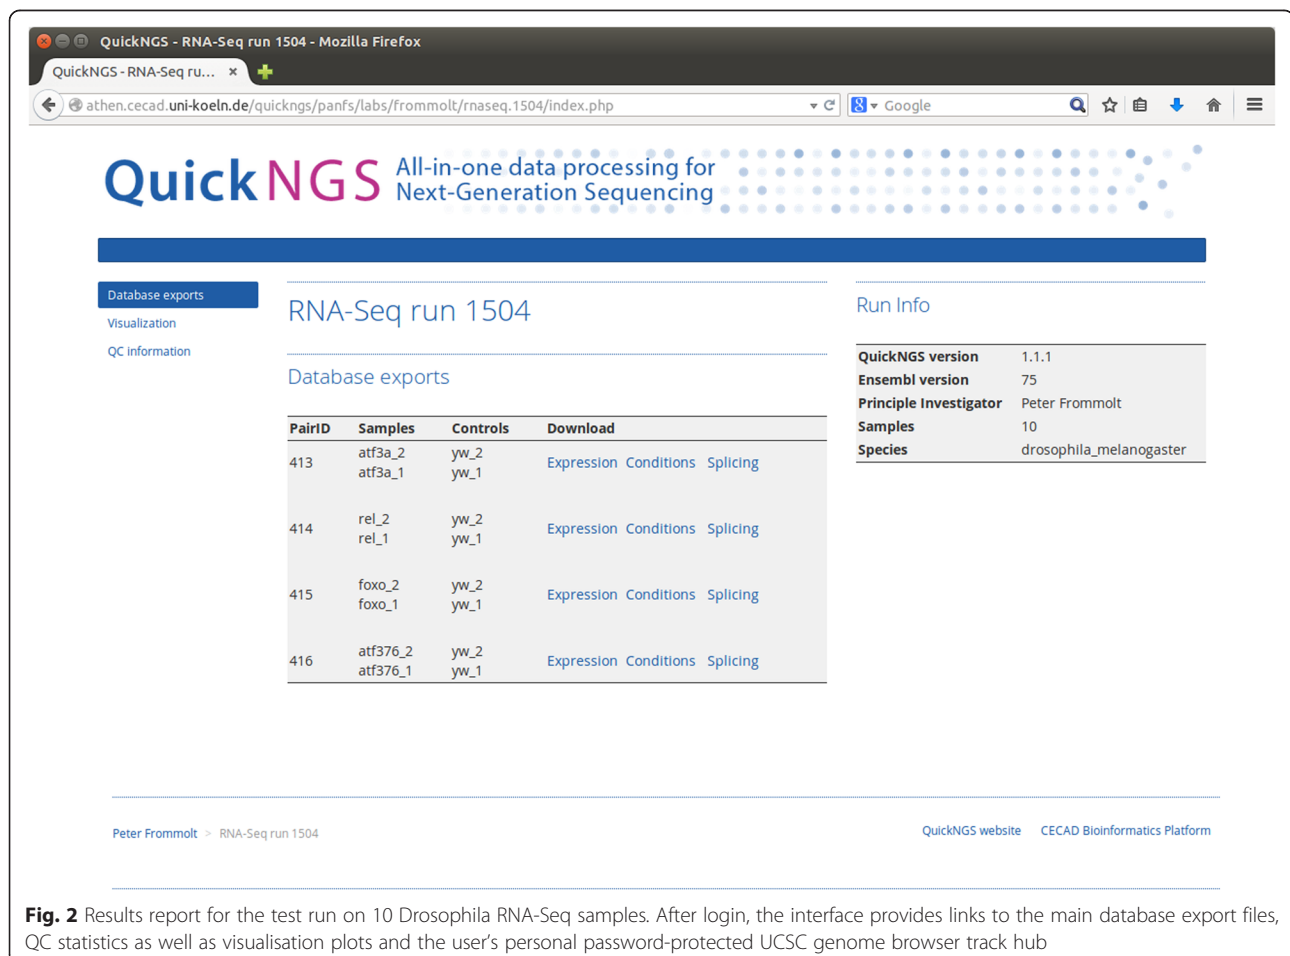 QuickNGS - RNA-Seq run 1504 - Mozilla Firefox
QuickNGS - RNA-Seq ru...
athen.cecad.uni-koeln.de/quickngs/panfs/labs/frommolt/rnaseq.1504/index.php
Google
QuickNGS
All-in-one data processing for
Next-Generation Sequencing
Database exports
Visualization
QC information
RNA-Seq run 1504
Database exports
PairID Samples Controls Download
413 atf3a_2 yw_2 Expression Conditions Splicing
atf3a_1 yw_1
414 rel_2 yw_2 Expression Conditions Splicing
rel_1 yw_1
415 foxo_2 yw_2 Expression Conditions Splicing
foxo_1 yw_1
416 atf376_2 yw_2 Expression Conditions Splicing
atf376_1 yw_1
Run Info
QuickNGS version 1.1.1
Ensembl version 75
Principle Investigator Peter Frommolt
Samples 10
Species drosophila_melanogaster
Peter Frommolt > RNA-Seq run 1504
QuickNGS website CECAD Bioinformatics Platform
Fig. 2 Results report for the test run on 10 Drosophila RNA-Seq samples. After login, the interface provides links to the main database export files,
QC statistics as well as visualisation plots and the user's personal password-protected UCSC genome browser track hub